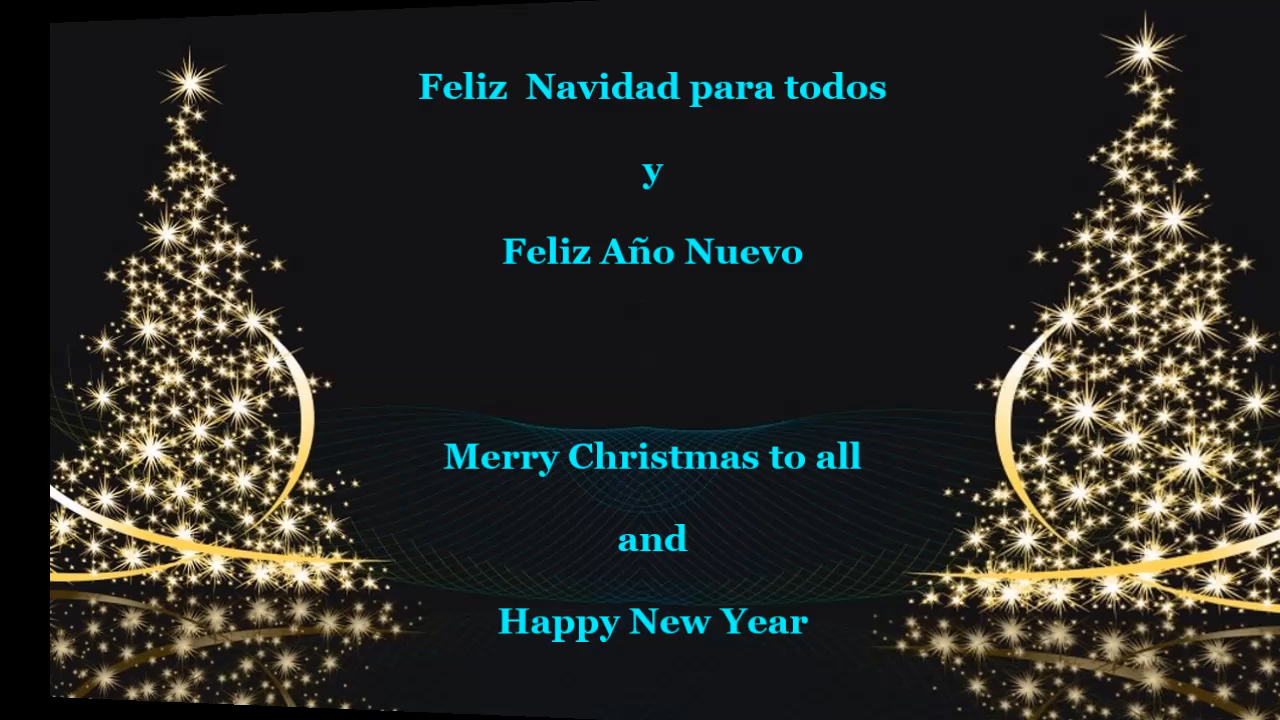 Feliz  Navidad para todos
y
Feliz Año Nuevo
Merry Christmas to all
and
Happy New Year